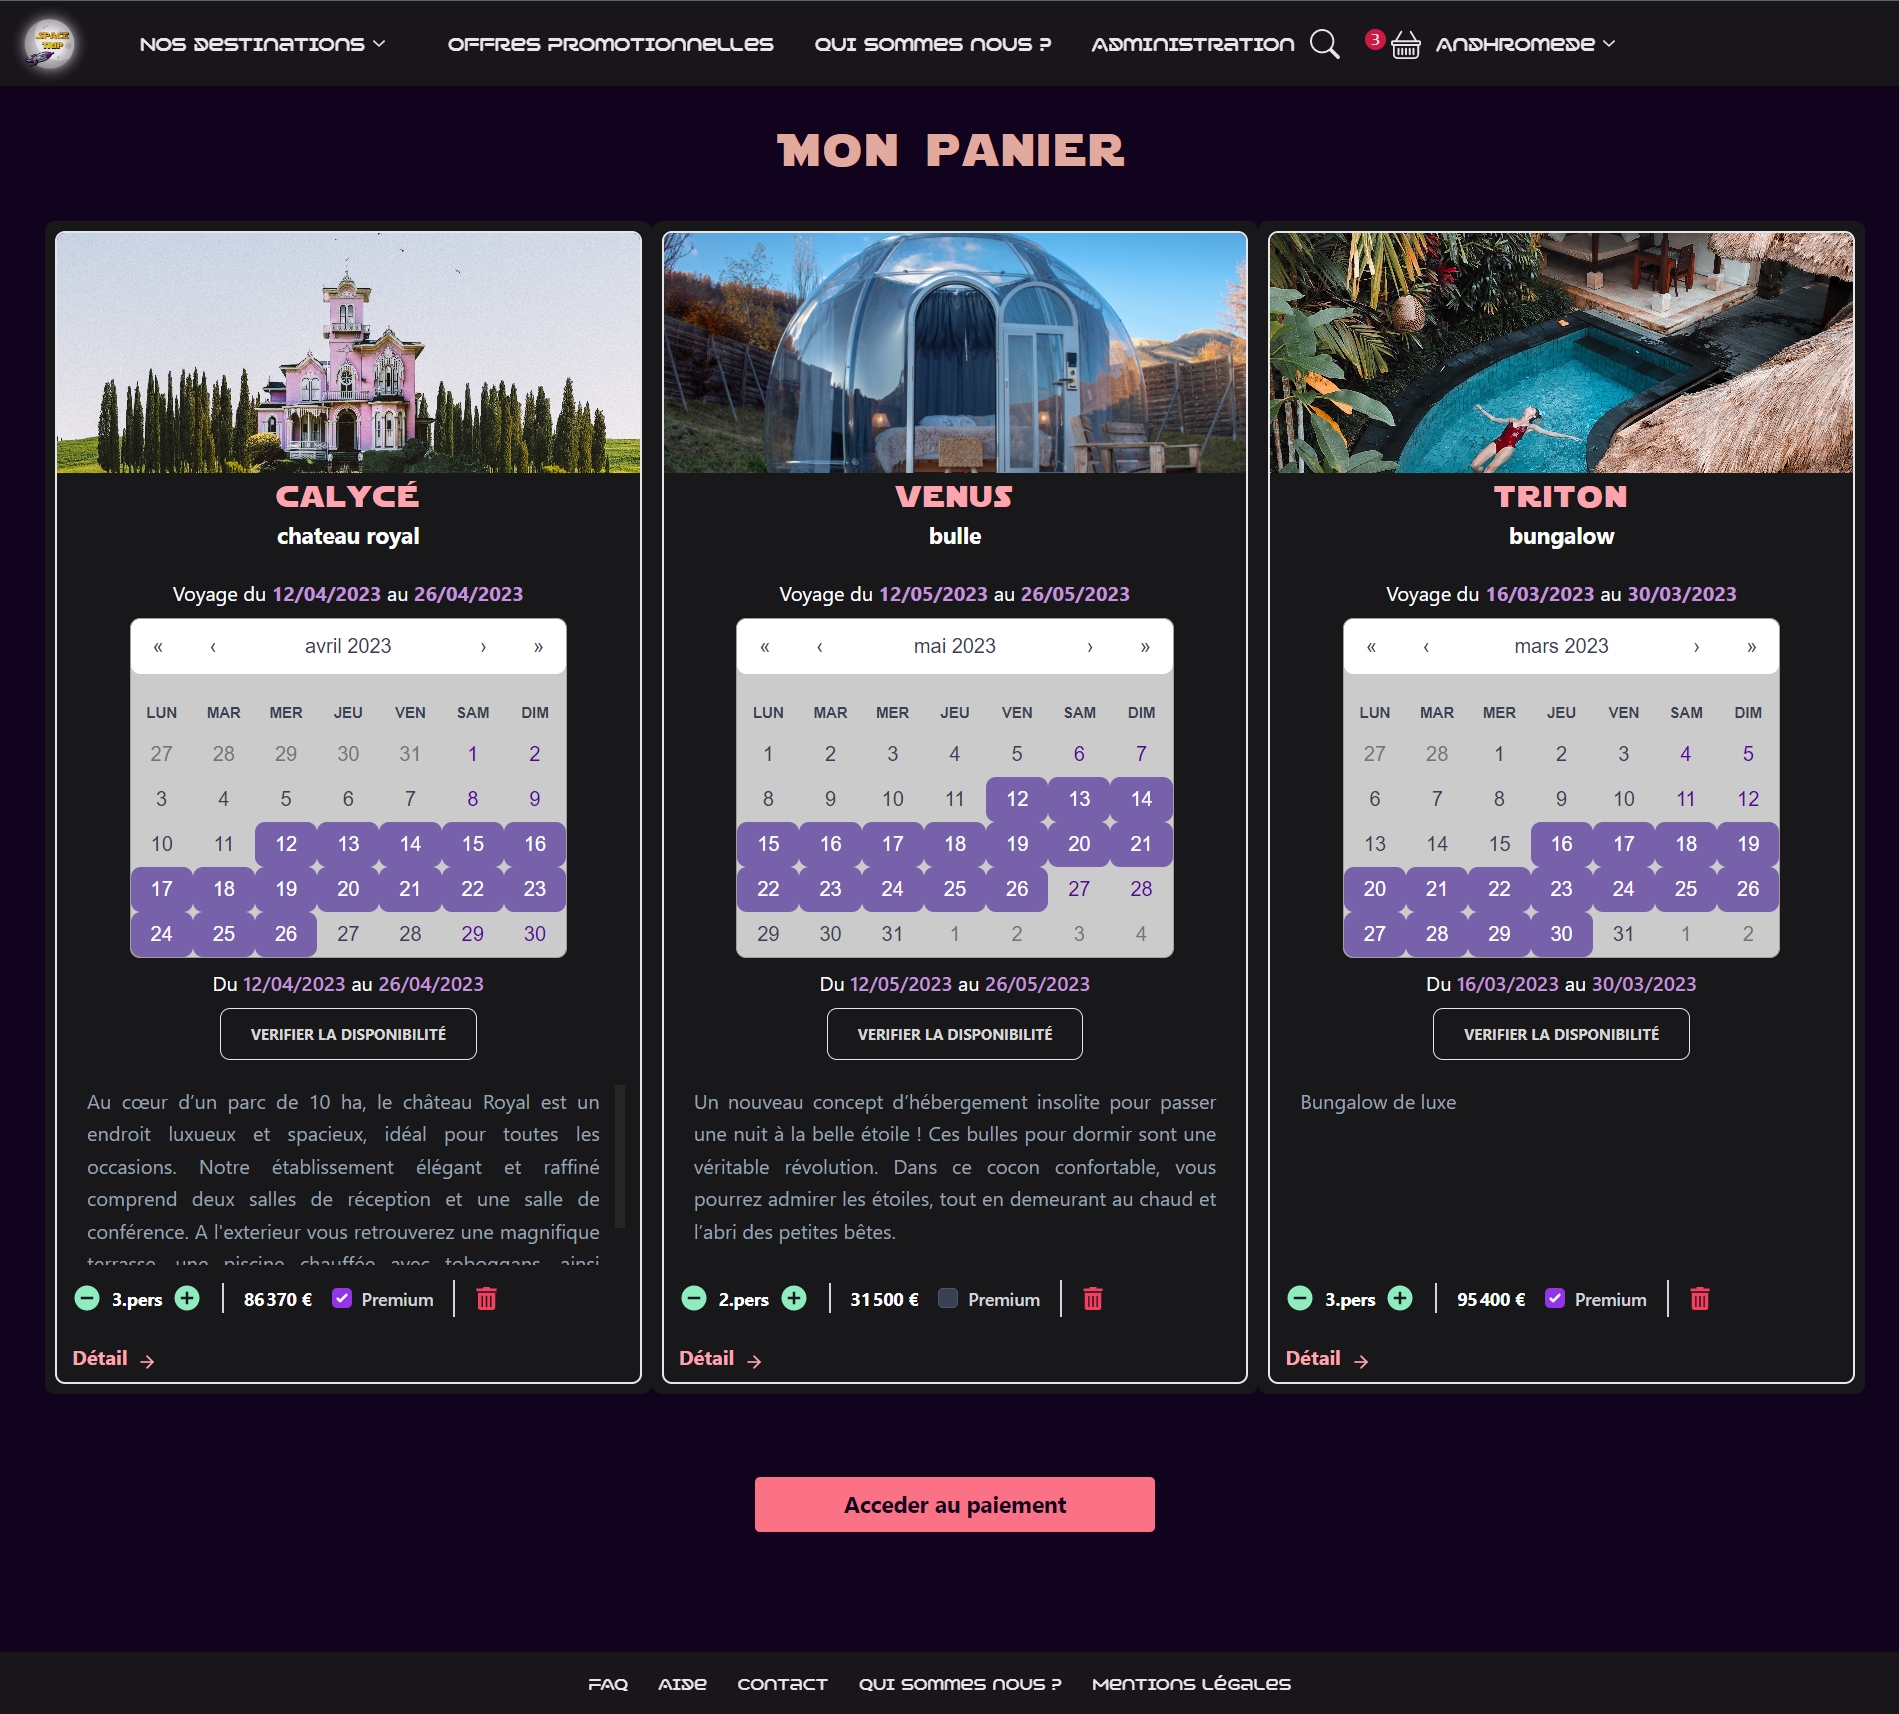 SPACE
TRIP
NOS DESTINATIONS
OFFRES PROMOTIONNELLES
QUI SOMMES NOUS ?
ADMINISTRATION
3
ANDHROMEDE
MON PANIER
CALYCÉ
chateau royal
Voyage du 12/04/2023 au 26/04/2023
« ‹ avril 2023 › »
LUN MAR MER JEU VEN SAM DIM
27 28 29 30 31 1 2
3 4 5 6 7 8 9
10 11 12 13 14 15 16
17 18 19 20 21 22 23
24 25 26 27 28 29 30
Du 12/04/2023 au 26/04/2023
VERIFIER LA DISPONIBILITÉ
Au cœur d’un parc de 10 ha, le château Royal est un
endroit luxueux et spacieux, idéal pour toutes les
occasions. Notre établissement élégant et raffiné
comprend deux salles de réception et une salle de
conférence. A l'exterieur vous retrouverez une magnifique
terrasse, une piscine chauffée avec toboggans, ainsi
3.pers 86 370 € Premium
Détail →
VENUS
bulle
Voyage du 12/05/2023 au 26/05/2023
« ‹ mai 2023 › »
LUN MAR MER JEU VEN SAM DIM
1 2 3 4 5 6 7
8 9 10 11 12 13 14
15 16 17 18 19 20 21
22 23 24 25 26 27 28
29 30 31 1 2 3 4
Du 12/05/2023 au 26/05/2023
VERIFIER LA DISPONIBILITÉ
Un nouveau concept d’hébergement insolite pour passer
une nuit à la belle étoile ! Ces bulles pour dormir sont une
véritable révolution. Dans ce cocon confortable, vous
pourrez admirer les étoiles, tout en demeurant au chaud et
l’abri des petites bêtes.
2.pers 31 500 € Premium
Détail →
TRITON
bungalow
Voyage du 16/03/2023 au 30/03/2023
« ‹ mars 2023 › »
LUN MAR MER JEU VEN SAM DIM
27 28 1 2 3 4 5
6 7 8 9 10 11 12
13 14 15 16 17 18 19
20 21 22 23 24 25 26
27 28 29 30 31 1 2
Du 16/03/2023 au 30/03/2023
VERIFIER LA DISPONIBILITÉ
Bungalow de luxe
3.pers 95 400 € Premium
Détail →
Acceder au paiement
FAQ AIDE CONTACT QUI SOMMES NOUS ? MENTIONS LÉGALES